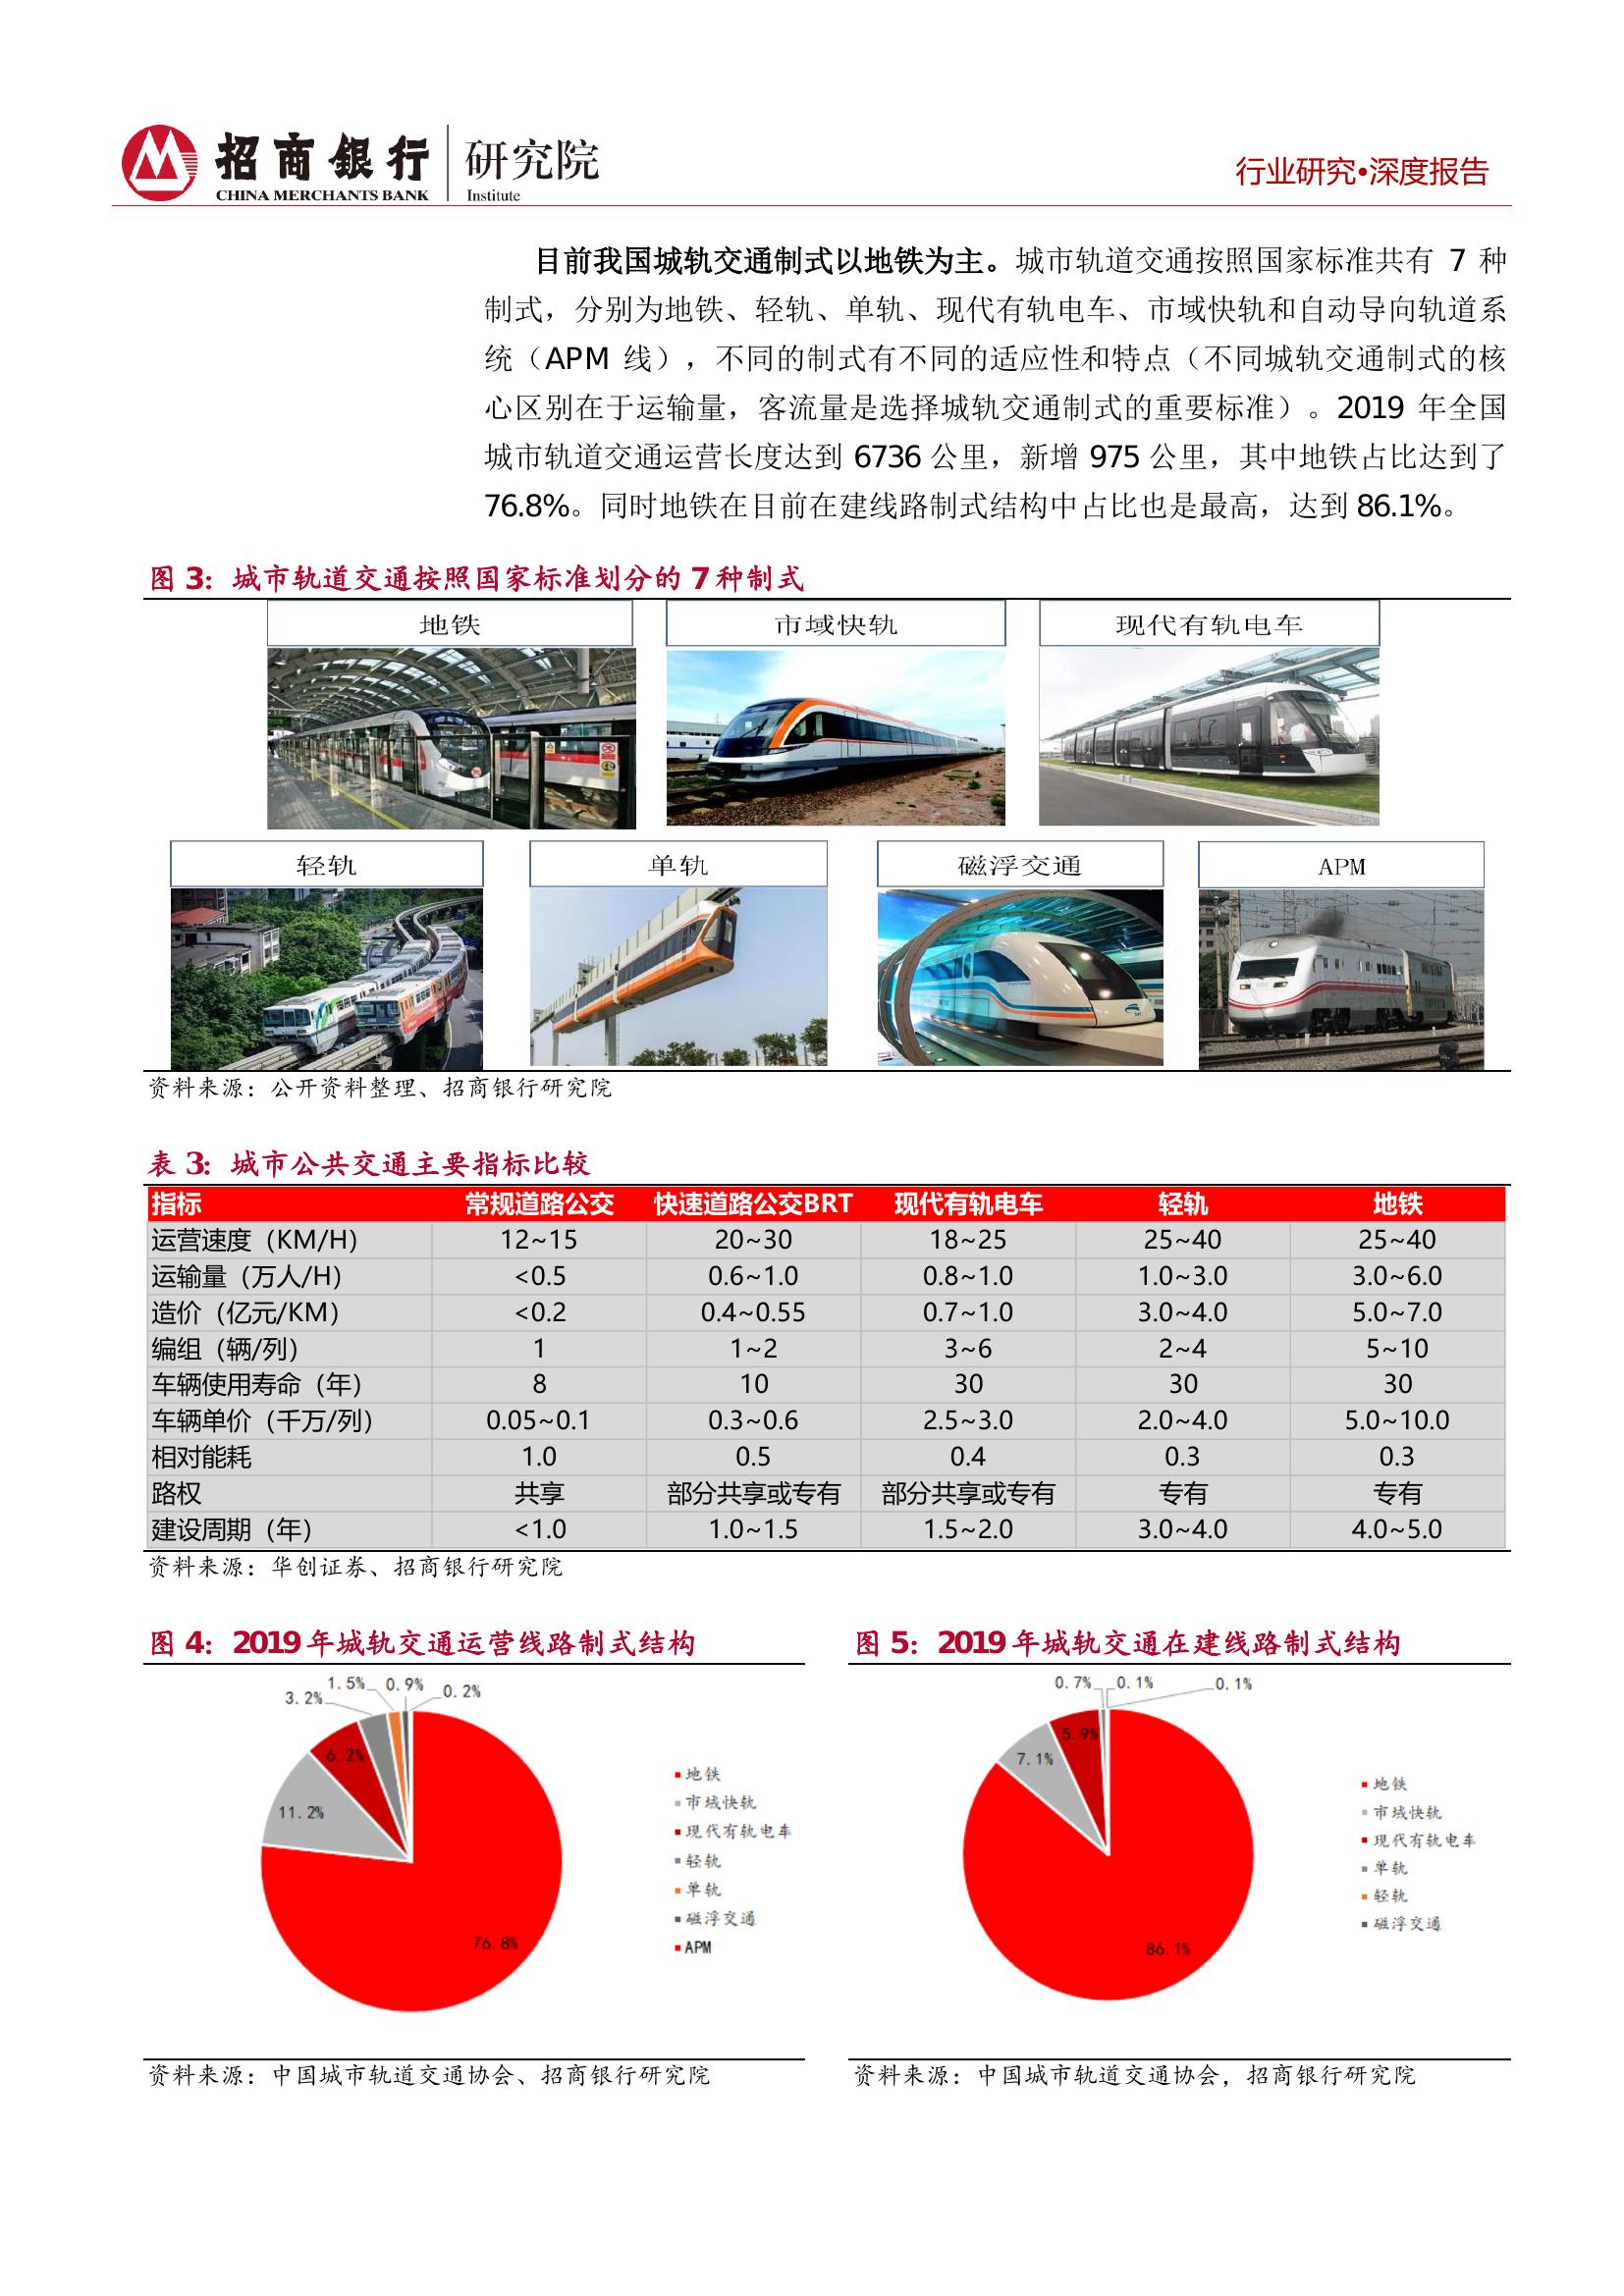 招商银行
CHINA MERCHANTS BANK
研究院
Institute
行业研究•深度报告
目前我国城轨交通制式以地铁为主。城市轨道交通按照国家标准共有 7 种
制式，分别为地铁、轻轨、单轨、现代有轨电车、市域快轨和自动导向轨道系
统（APM 线），不同的制式有不同的适应性和特点（不同城轨交通制式的核
心区别在于运输量，客流量是选择城轨交通制式的重要标准）。2019 年全国
城市轨道交通运营长度达到 6736 公里，新增 975 公里，其中地铁占比达到了
76.8%。同时地铁在目前在建线路制式结构中占比也是最高，达到 86.1%。
图 3：城市轨道交通按照国家标准划分的 7 种制式
地铁 市域快轨 现代有轨电车
轻轨 单轨 磁浮交通 APM
资料来源：公开资料整理、招商银行研究院
表 3：城市公共交通主要指标比较
指标 常规道路公交 快速道路公交BRT 现代有轨电车 轻轨 地铁
运营速度（KM/H） 12~15 20~30 18~25 25~40 25~40
运输量（万人/H） <0.5 0.6~1.0 0.8~1.0 1.0~3.0 3.0~6.0
造价（亿元/KM） <0.2 0.4~0.55 0.7~1.0 3.0~4.0 5.0~7.0
编组（辆/列） 1 1~2 3~6 2~4 5~10
车辆使用寿命（年） 8 10 30 30 30
车辆单价（千万/列） 0.05~0.1 0.3~0.6 2.5~3.0 2.0~4.0 5.0~10.0
相对能耗 1.0 0.5 0.4 0.3 0.3
路权 共享 部分共享或专有 部分共享或专有 专有 专有
建设周期（年） <1.0 1.0~1.5 1.5~2.0 3.0~4.0 4.0~5.0
资料来源：华创证券、招商银行研究院
图 4：2019 年城轨交通运营线路制式结构
3.2% 1.5% 0.9% 0.2%
6.2%
11.2%
76.8%
地铁
市域快轨
现代有轨电车
轻轨
单轨
磁浮交通
APM
资料来源：中国城市轨道交通协会、招商银行研究院
图 5：2019 年城轨交通在建线路制式结构
0.7% 0.1% 0.1%
5.9%
7.1%
86.1%
地铁
市域快轨
现代有轨电车
单轨
轻轨
磁浮交通
资料来源：中国城市轨道交通协会，招商银行研究院